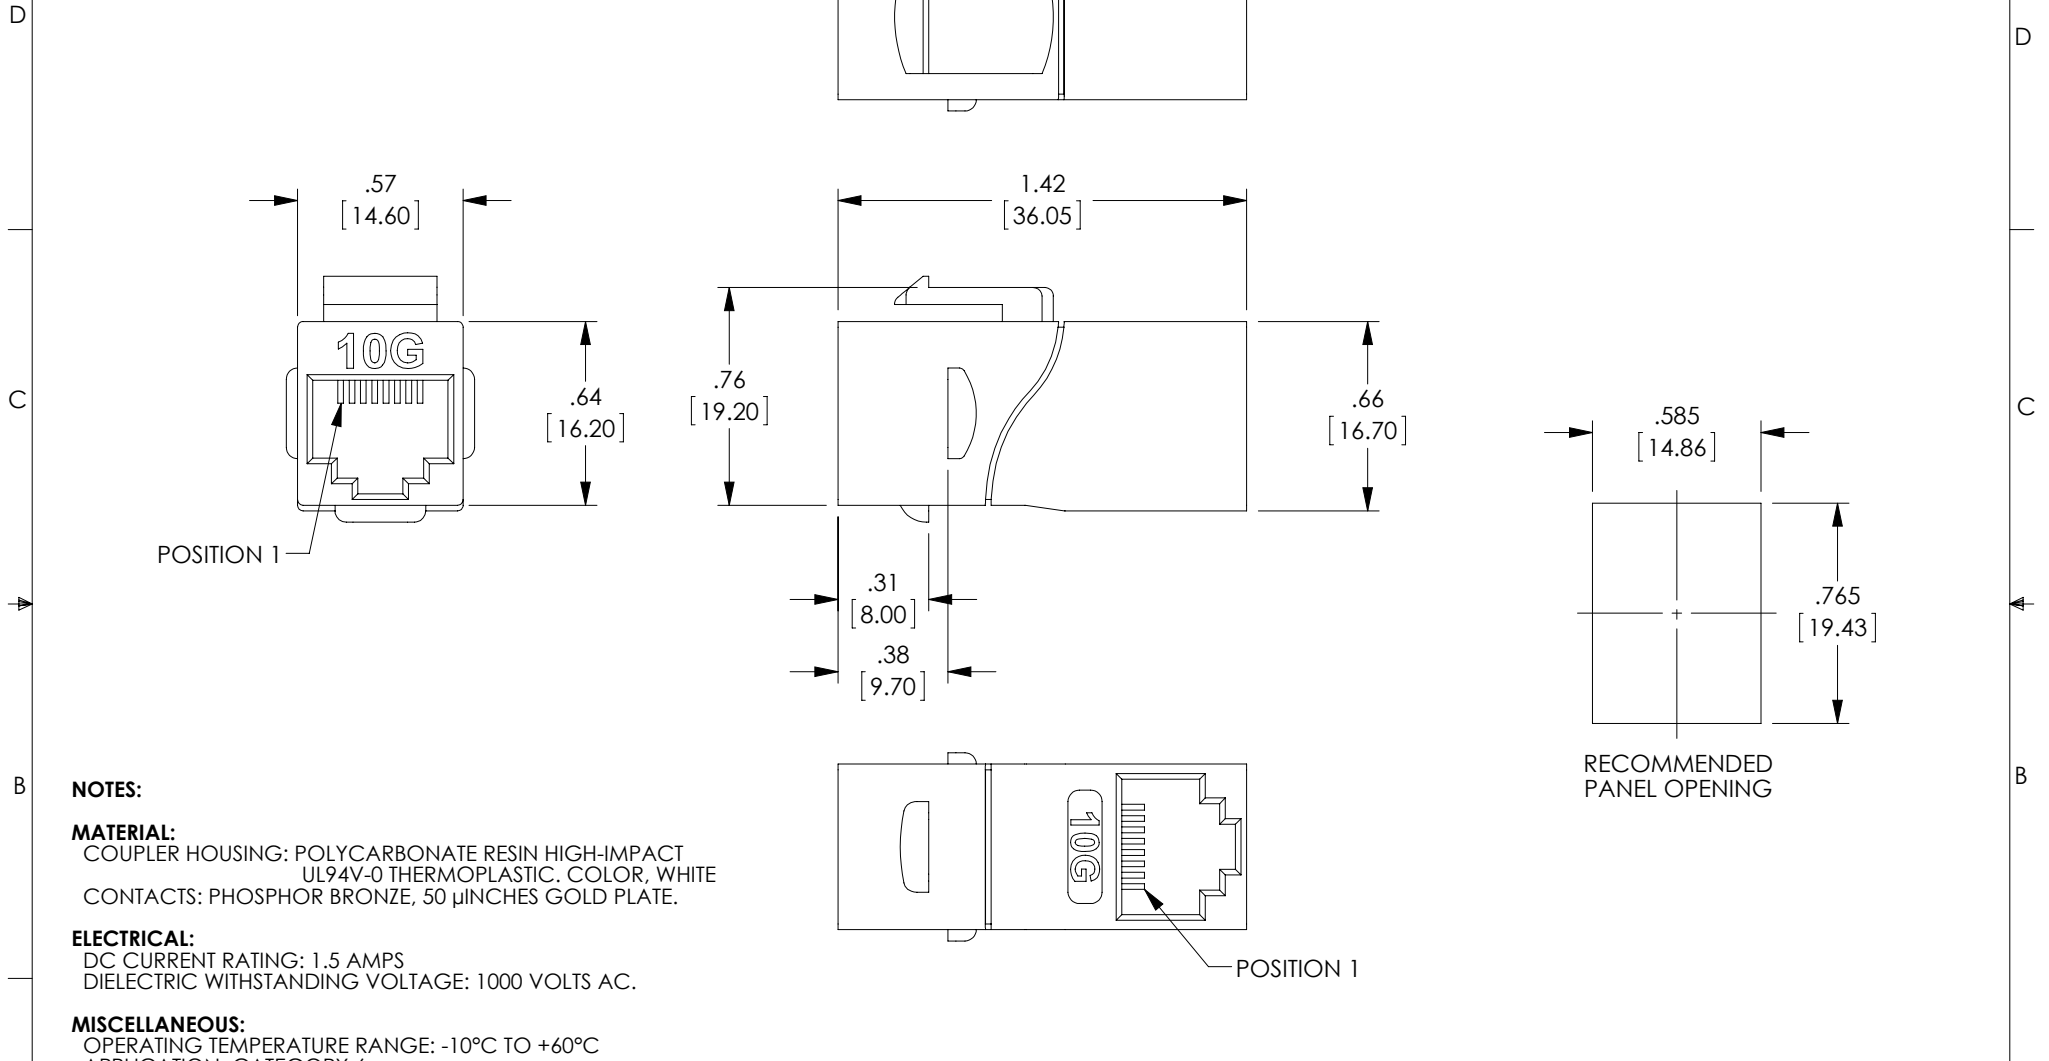 D
D
.57
[14.60]
1.42
[36.05]
10G
.64
[16.20]
.76
[19.20]
.66
[16.70]
C
C
.585
[14.86]
POSITION 1
.31
[8.00]
.765
[19.43]
.38
[9.70]
RECOMMENDED
PANEL OPENING
B
B
10G
POSITION 1
NOTES:
MATERIAL:
COUPLER HOUSING: POLYCARBONATE RESIN HIGH-IMPACT
UL94V-0 THERMOPLASTIC. COLOR, WHITE
CONTACTS: PHOSPHOR BRONZE, 50 µINCHES GOLD PLATE.
ELECTRICAL:
DC CURRENT RATING: 1.5 AMPS
DIELECTRIC WITHSTANDING VOLTAGE: 1000 VOLTS AC.
MISCELLANEOUS:
OPERATING TEMPERATURE RANGE: -10°C TO +60°C